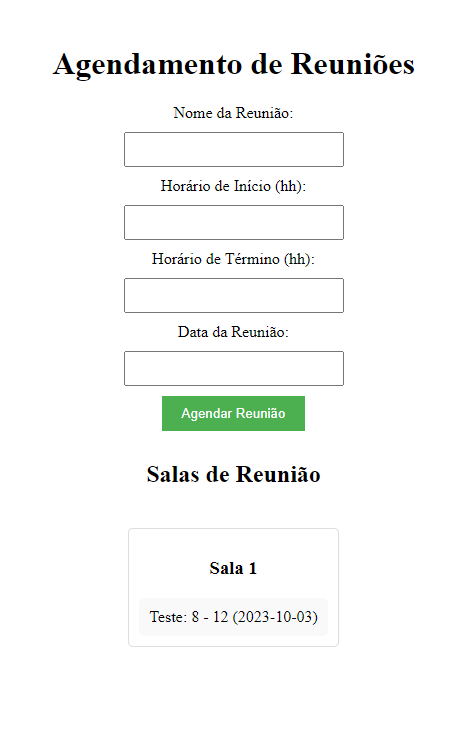 Agendamento de Reuniões
Nome da Reunião:
Horário de Início (hh):
Horário de Término (hh):
Data da Reunião:
Agendar Reunião
Salas de Reunião
Sala 1
Teste: 8 - 12 (2023-10-03)